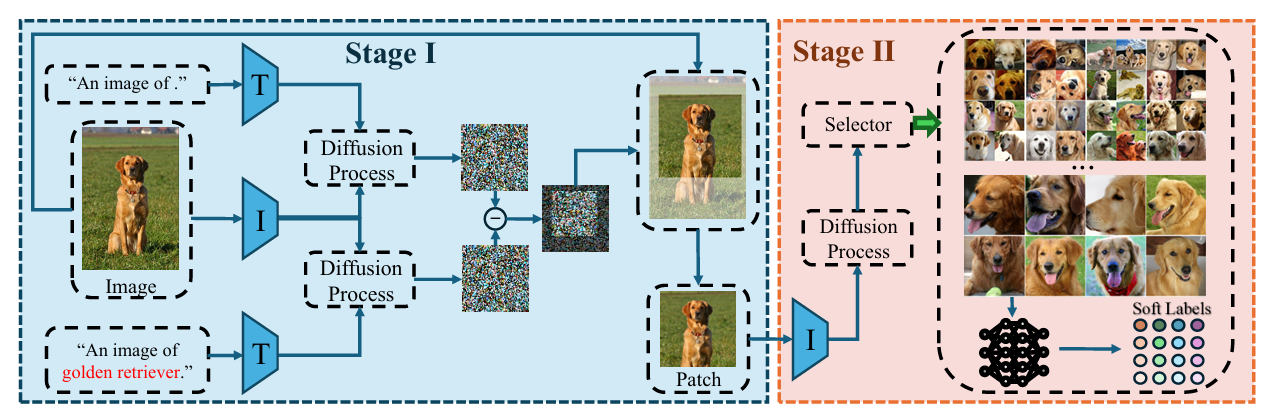 Stage I
“An image of .”
T
Diffusion
Process
Image
I
−
Diffusion
Process
“An image of
golden retriever.”
T
Patch
Stage II
Selector
Diffusion
Process
I
...
Soft Labels